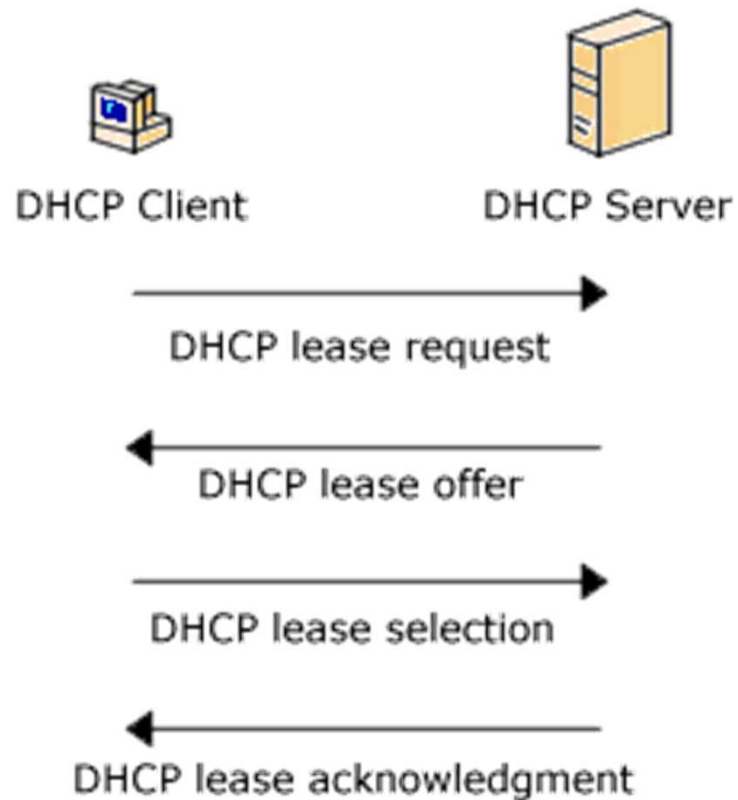 DHCP Client
DHCP Server
DHCP lease request
DHCP lease offer
DHCP lease selection
DHCP lease acknowledgment